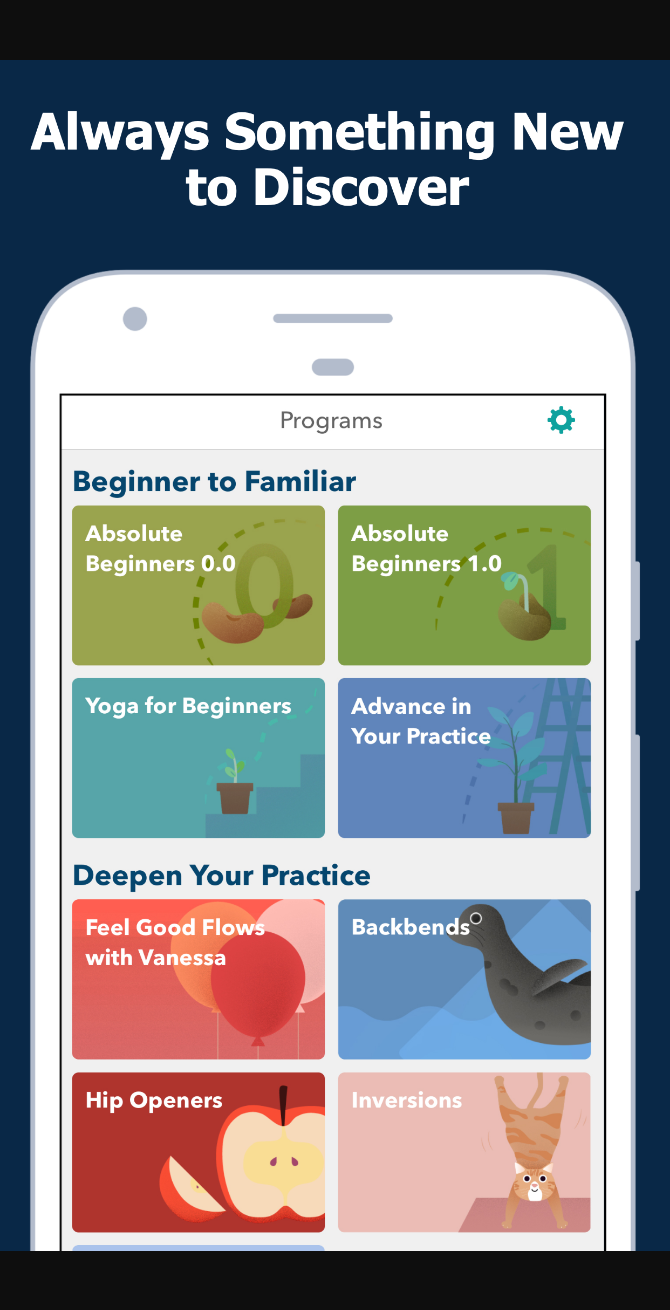 Always Something New
to Discover
Programs
Beginner to Familiar
Absolute
Beginners 0.0
0
Absolute
Beginners 1.0
1
Yoga for Beginners
Advance in
Your Practice
Deepen Your Practice
Feel Good Flows
with Vanessa
Backbends
Hip Openers
Inversions